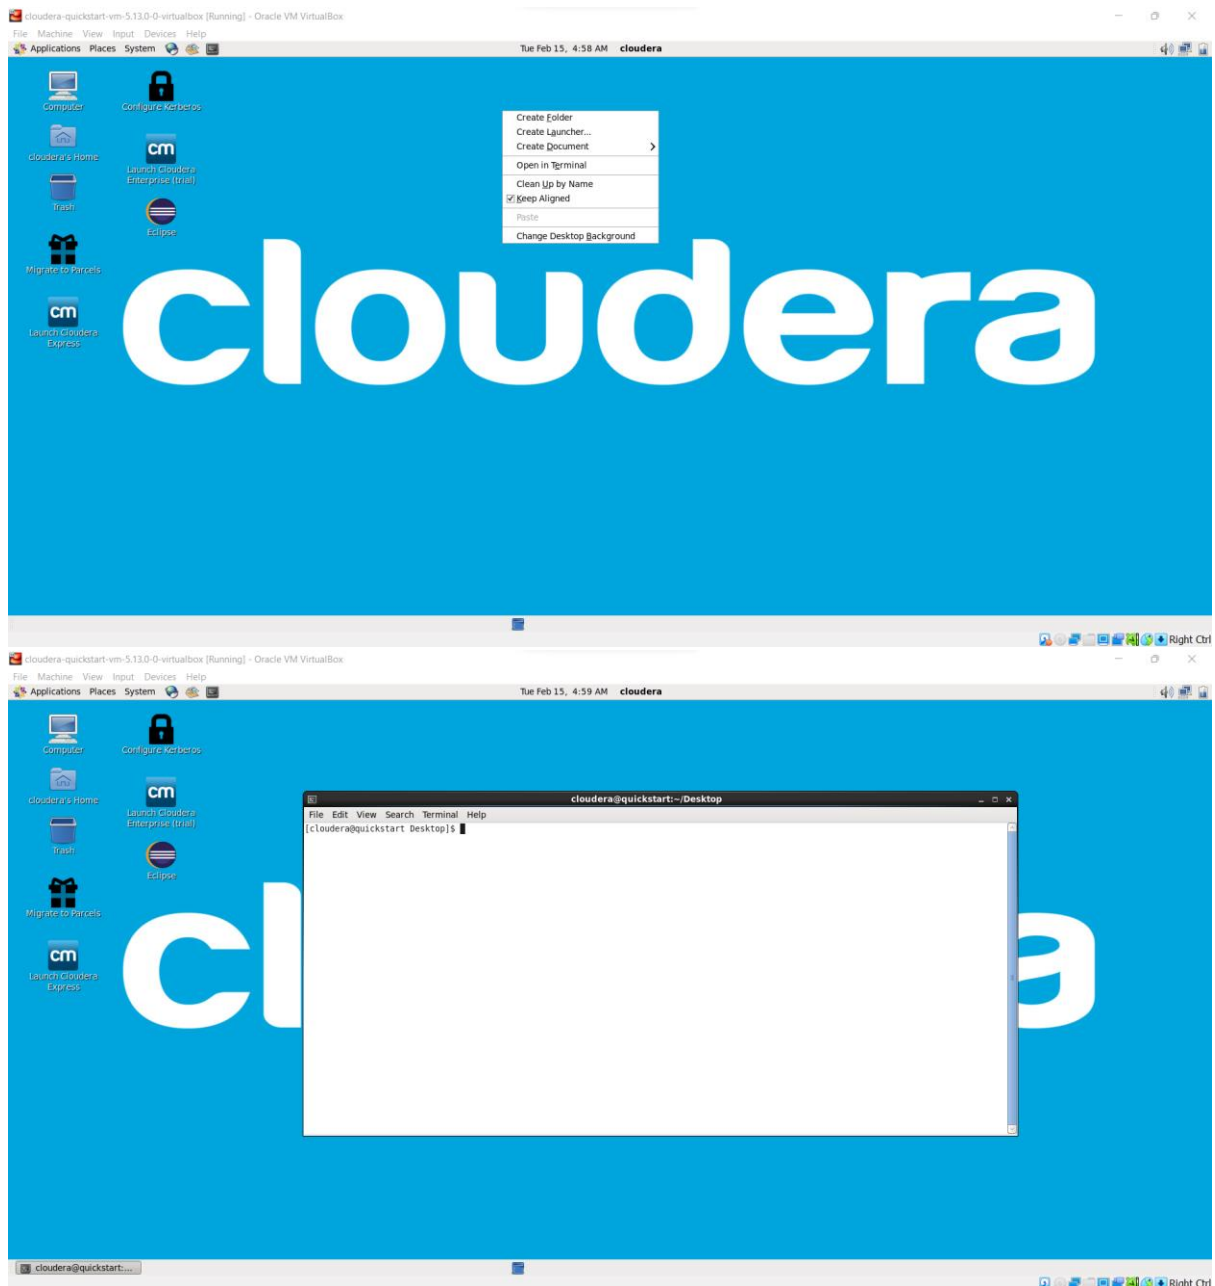 cloudera-quickstart-vm-5.13.0-0-virtualbox [Running] - Oracle VM VirtualBox
File Machine View Input Devices Help
Applications Places System Tue Feb 15, 4:58 AM cloudera
Computer
Configure Kerberos
cloudera's Home
cm
Launch Cloudera
Enterprise (trial)
Trash
Eclipse
Migrate to Parcels
cm
Launch Cloudera
Express
Create Folder
Create Launcher...
Create Document
Open in Terminal
Clean Up by Name
Keep Aligned
Paste
Change Desktop Background
cloudera
Right Ctrl
cloudera-quickstart-vm-5.13.0-0-virtualbox [Running] - Oracle VM VirtualBox
File Machine View Input Devices Help
Applications Places System Tue Feb 15, 4:59 AM cloudera
Computer
Configure Kerberos
cloudera's Home
cm
Launch Cloudera
Enterprise (trial)
Trash
Eclipse
Migrate to Parcels
cm
Launch Cloudera
Express
cloudera@quickstart:~/Desktop
File Edit View Search Terminal Help
[cloudera@quickstart Desktop]$
cl a
cloudera@quickstart:...
Right Ctrl